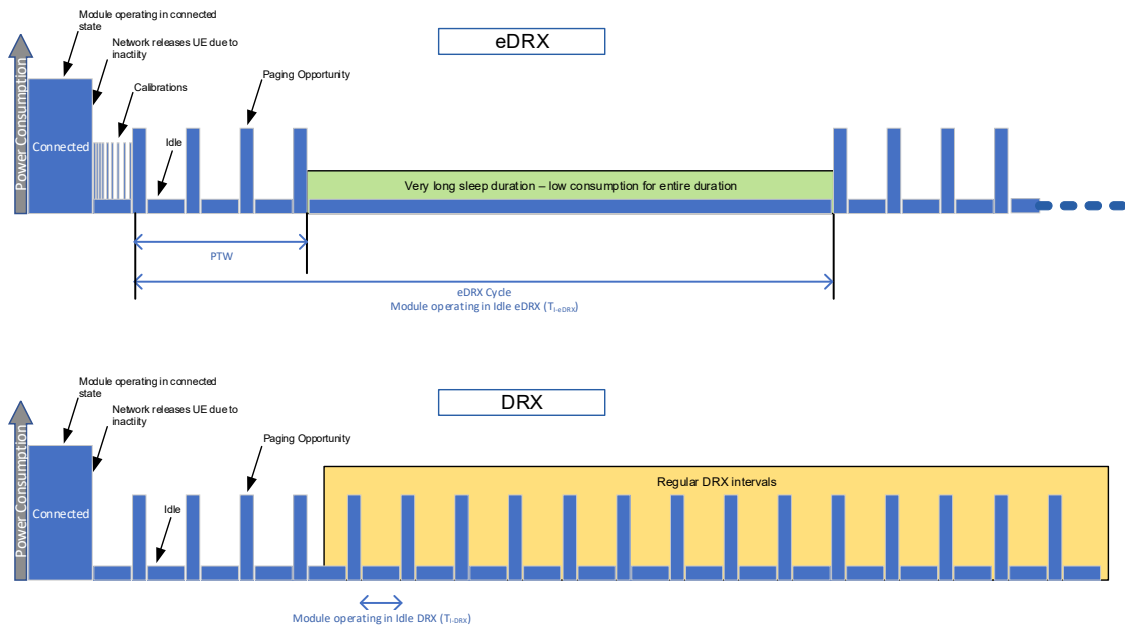 Module operating in connected
state
Network releases UE due to
inactiity
eDRX
Calibrations
Paging Opportunity
Power Consumption
Connected
Idle
Very long sleep duration – low consumption for entire duration
PTW
eDRX Cycle
Module operating in Idle eDRX (TI-eDRX)
Module operating in connected
state
Network releases UE due to
inactiity
DRX
Paging Opportunity
Power Consumption
Connected
Idle
Regular DRX intervals
Module operating in Idle DRX (TI-DRX)